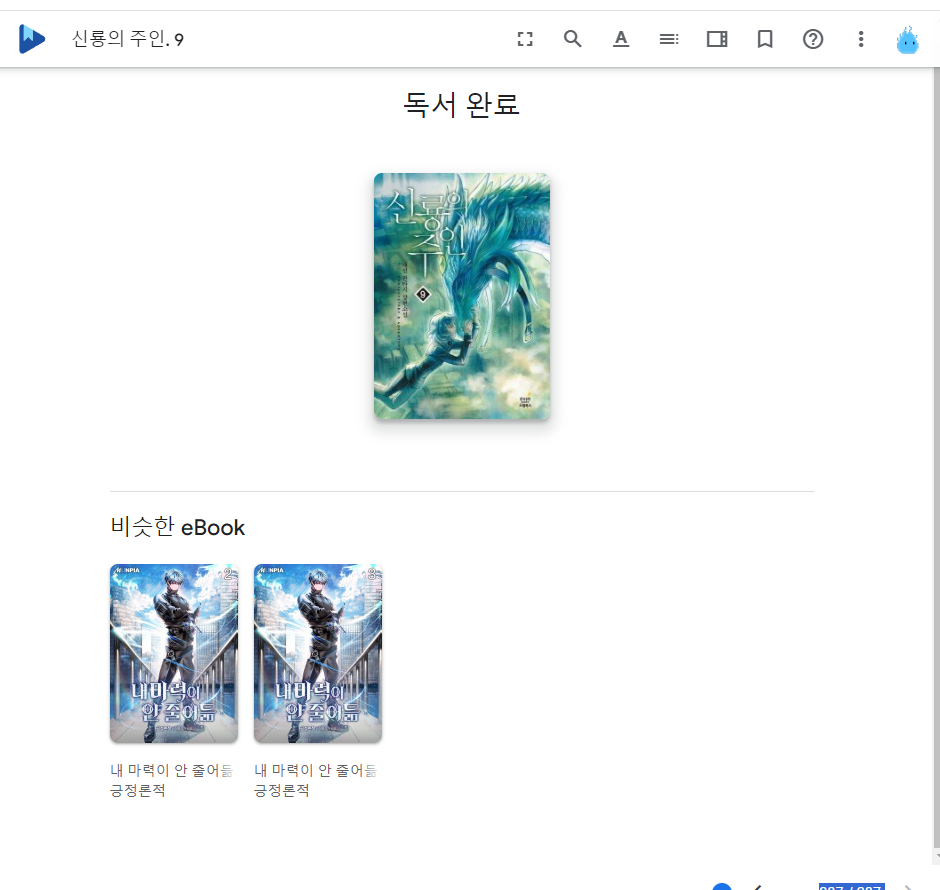 신룡의 주인. 9
독서 완료
신룡의
주인
9
비슷한 eBook
MUNPIA
2
MUNPIA
3
내 마력이
안 줄어듦
내 마력이
안 줄어듦
내 마력이 안 줄어듦
긍정론적
내 마력이 안 줄어듦
긍정론적